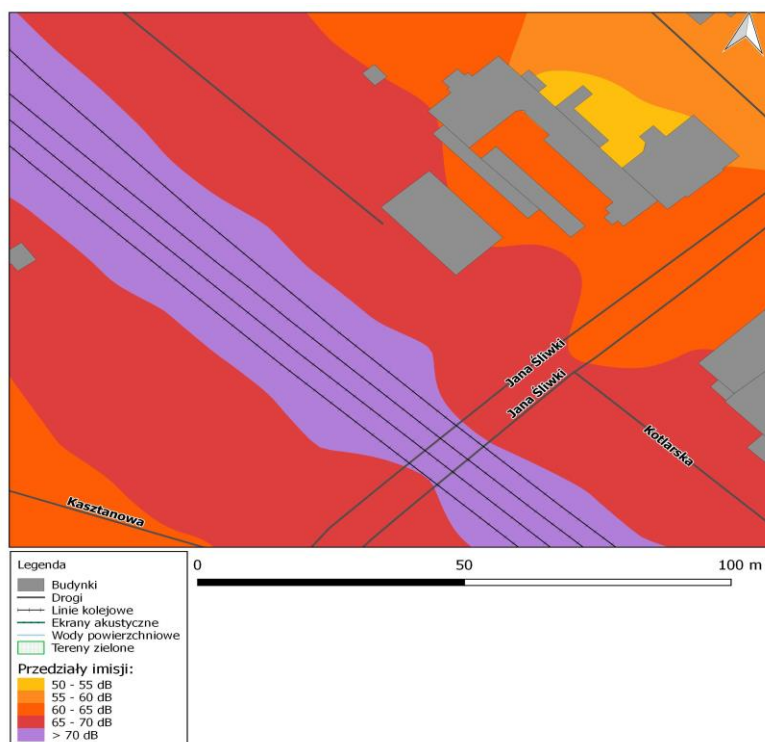 Jana Śliwki
Jana Śliwki
Kotlarska
Kasztanowa
Legenda
Budynki
Drogi
Linie kolejowe
Ekrany akustyczne
Wody powierzchniowe
Tereny zielone
Przedziały imisji:
50 - 55 dB
55 - 60 dB
60 - 65 dB
65 - 70 dB
> 70 dB
0 50 100 m